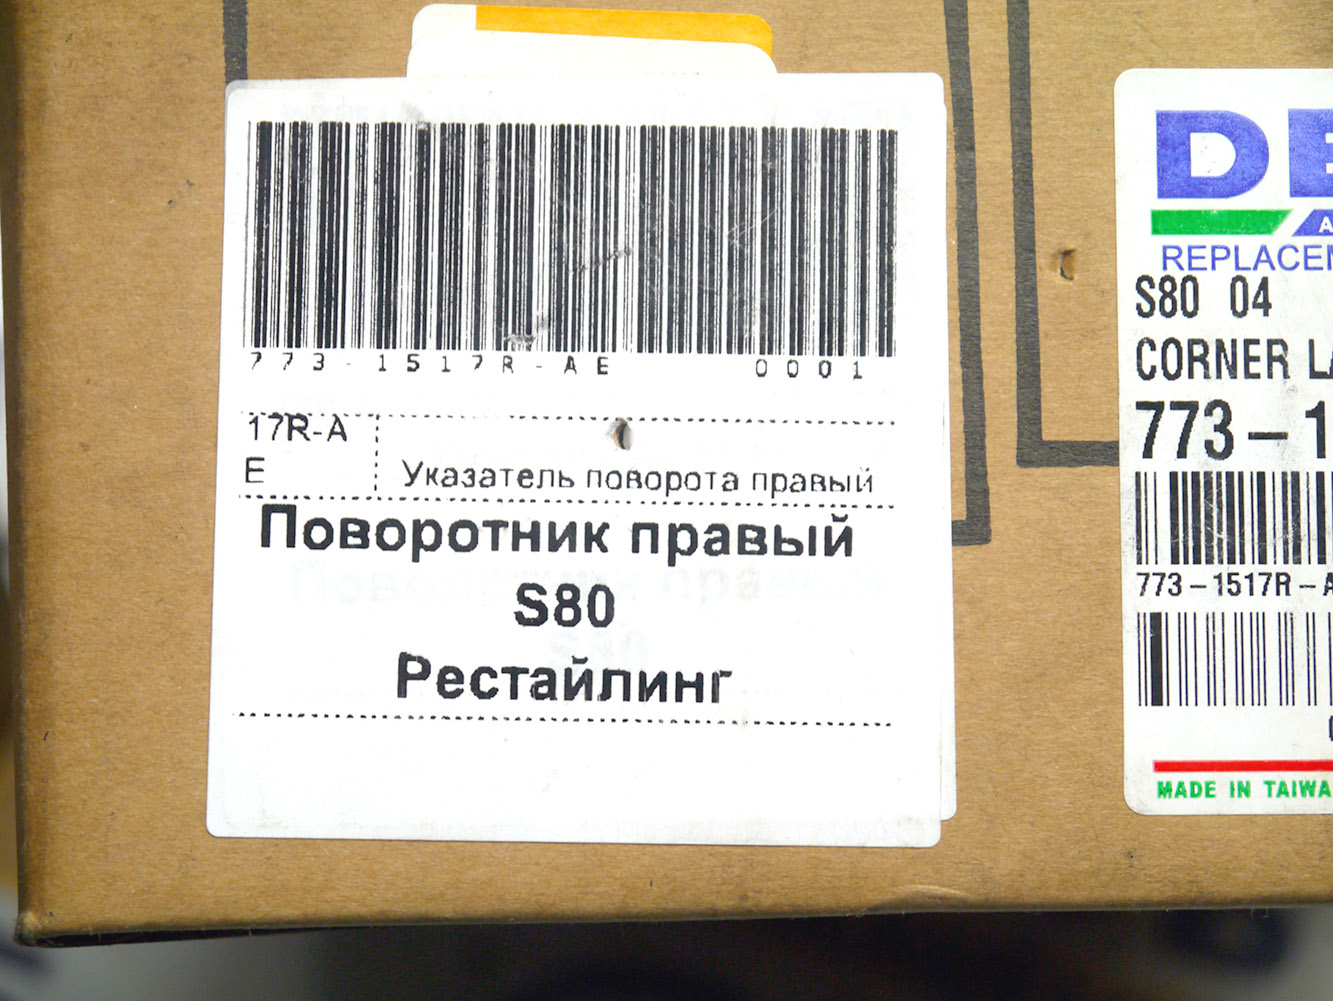 773-1517R-AE 0001
17R-A
E
Указатель поворота правый
Поворотник правый
S80
Рестайлинг
DE
A
REPLACEM
S80 04
CORNER LA
773-1
773-1517R-A
MADE IN TAIWA